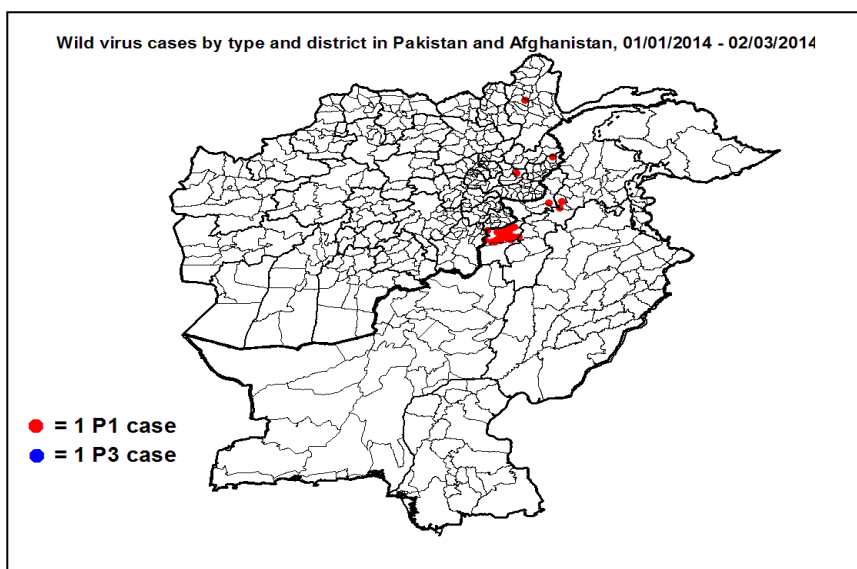 Wild virus cases by type and district in Pakistan and Afghanistan, 01/01/2014 - 02/03/2014
= 1 P1 case
= 1 P3 case